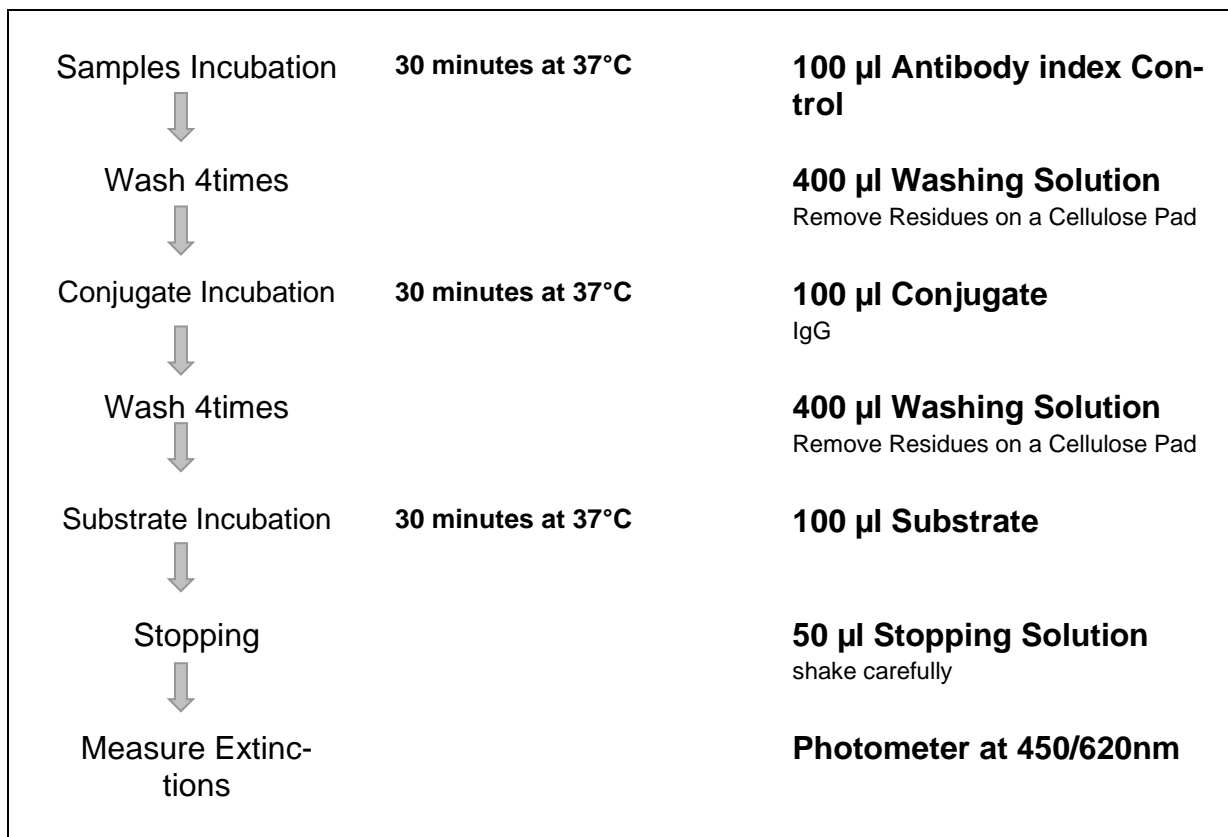 Samples Incubation 30 minutes at 37°C 100 µl Antibody index Con-
trol
Wash 4times 400 µl Washing Solution
Remove Residues on a Cellulose Pad
Conjugate Incubation 30 minutes at 37°C 100 µl Conjugate
IgG
Wash 4times 400 µl Washing Solution
Remove Residues on a Cellulose Pad
Substrate Incubation 30 minutes at 37°C 100 µl Substrate
Stopping 50 µl Stopping Solution
shake carefully
Measure Extinc- Photometer at 450/620nm
tions